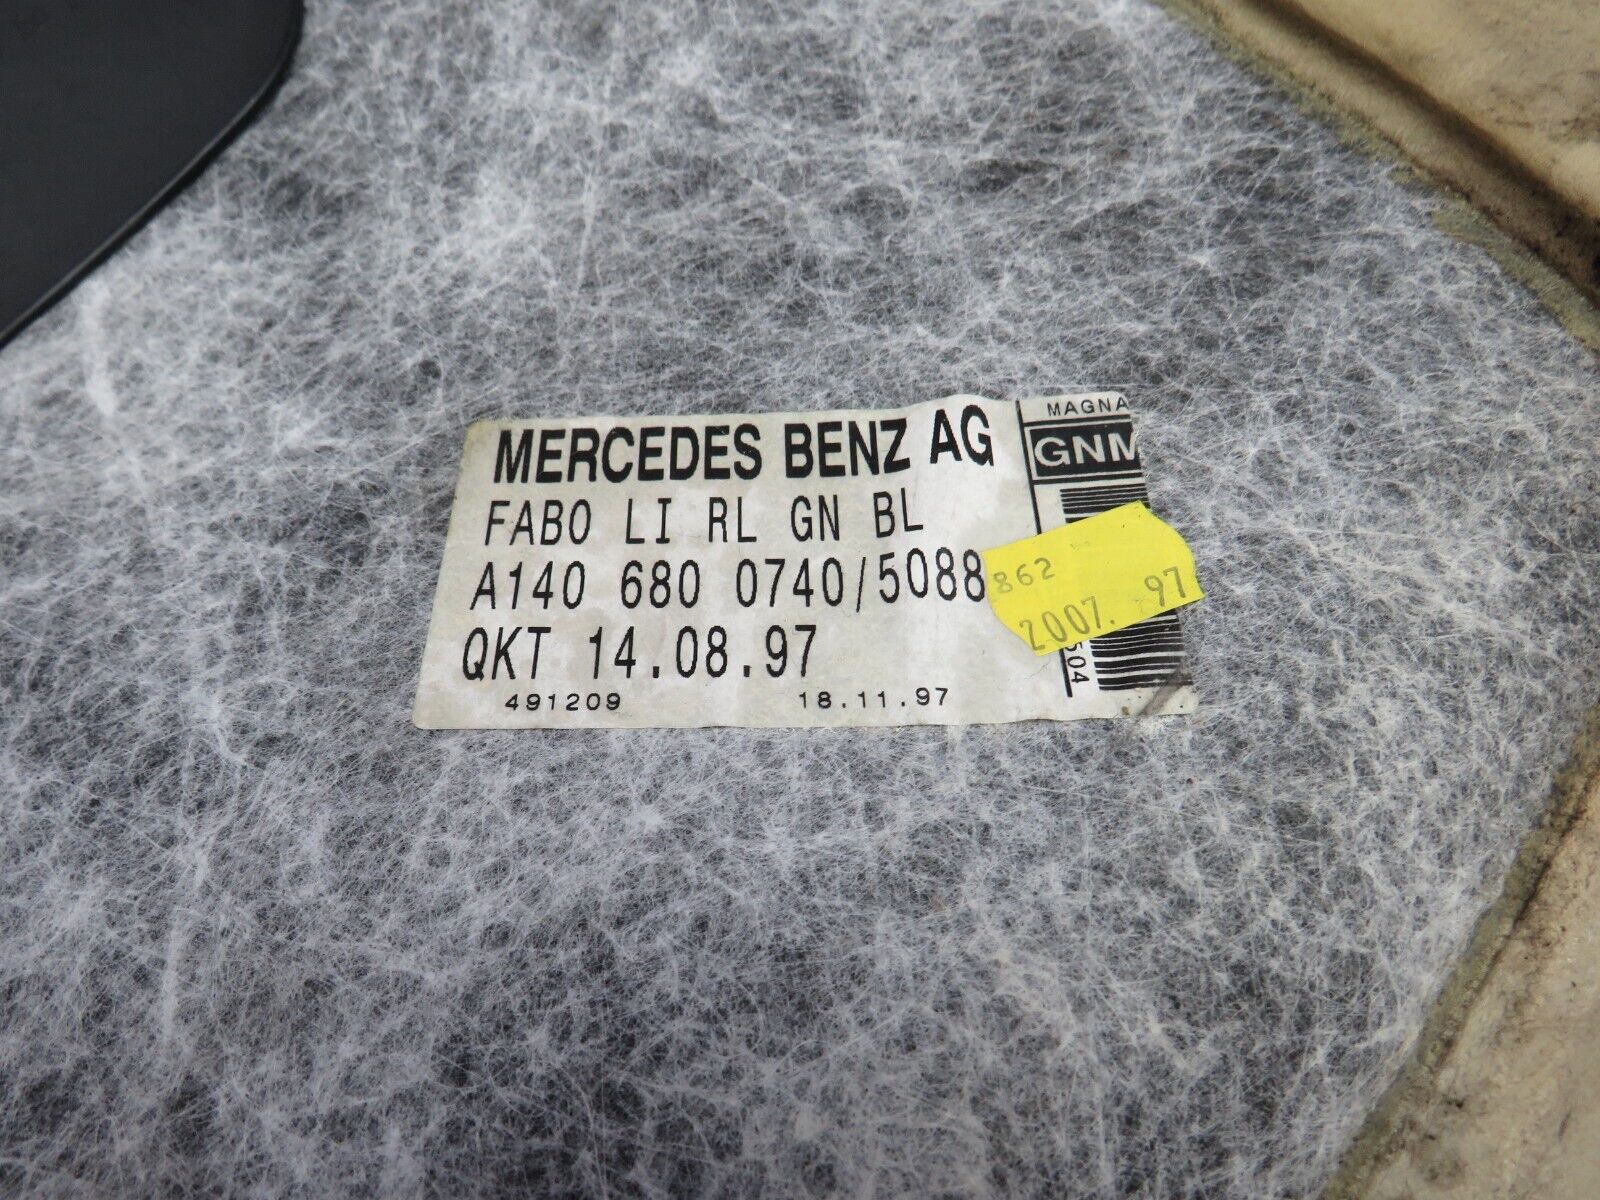 MERCEDES BENZ AG
FABO LI RL GN BL
A140 680 0740/5088
QKT 14.08.97
491209 18.11.97
MAGNA
GNM
504
862
2007. 97